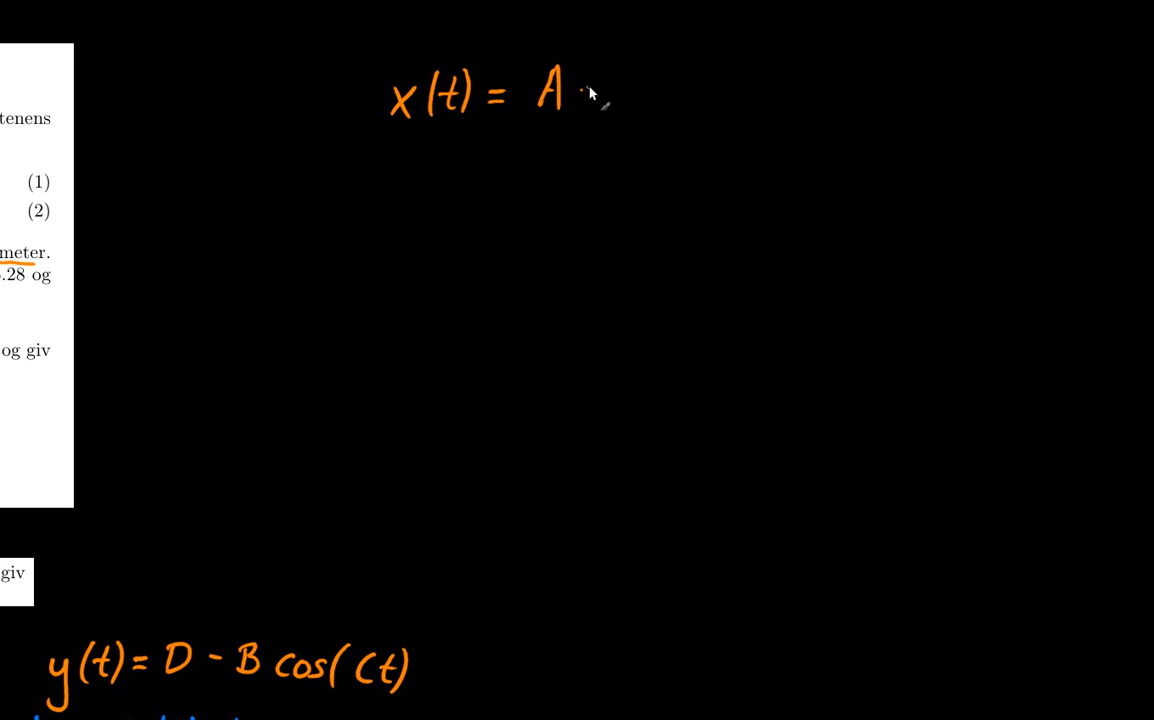 x(t) = A ·
tenens
(1)
(2)
meter.
.28 og
og giv
giv
y(t) = D - B cos(Ct)